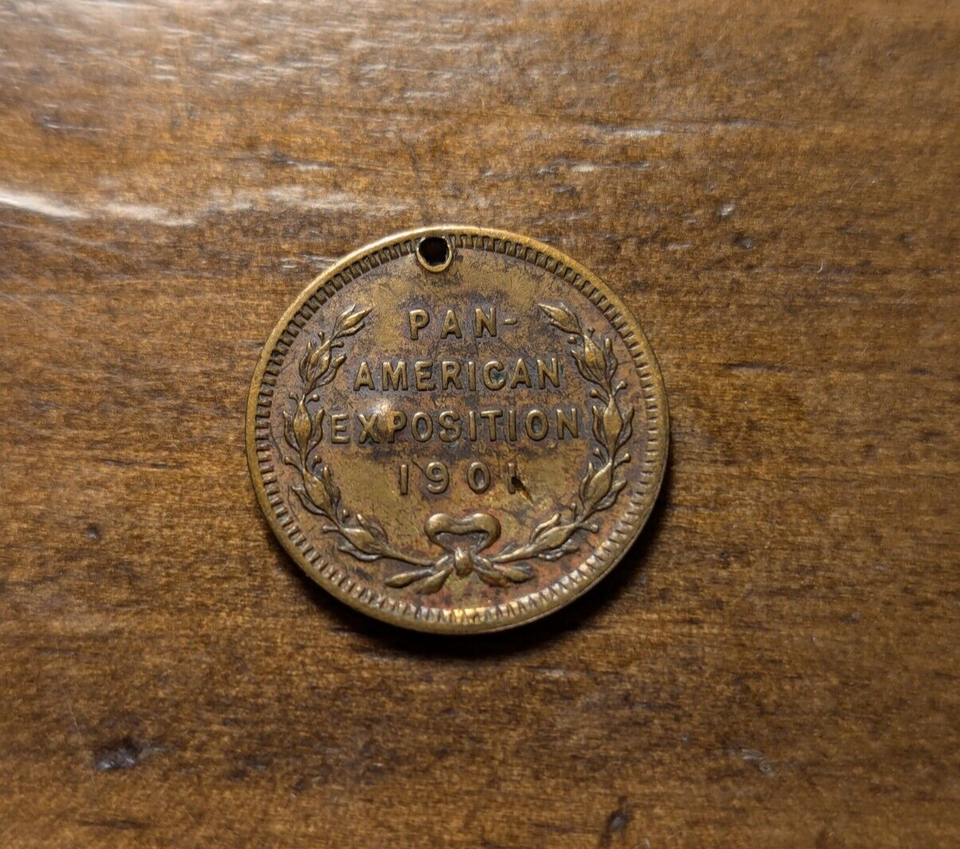 PAN-
AMERICAN
EXPOSITION
1901